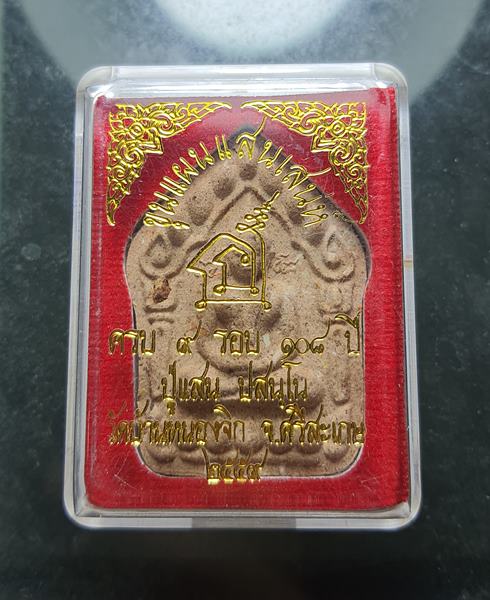 ขุนแผนแสนเสน่ห์
ครบ ๙ รอบ ๑๐๘ ปี
ปู่แสน ปสนฺโน
วัดบ้านหนองจิก จ.ศรีสะเกษ
๒๕๕๙